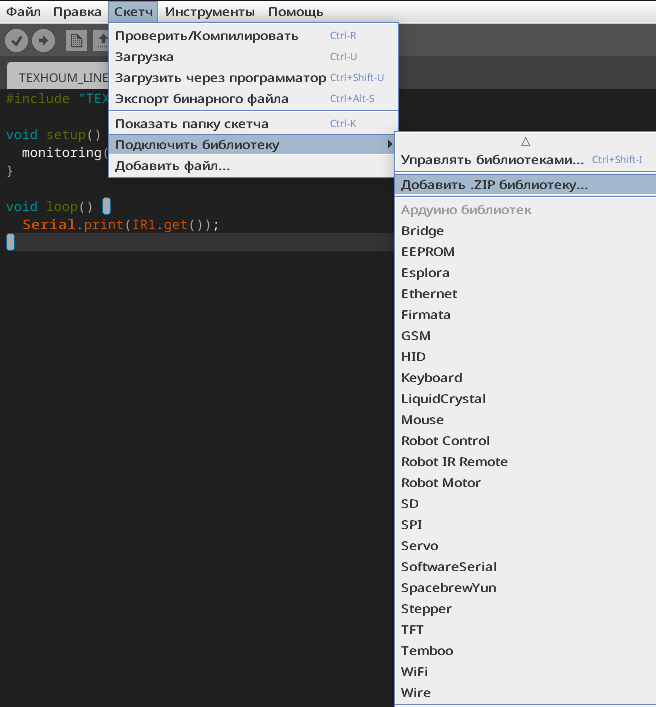 Файл Правка Скетч Инструменты Помощь
Проверить/Компилировать Ctrl-R
Загрузка Ctrl-U
Загрузить через программатор Ctrl+Shift-U
Экспорт бинарного файла Ctrl+Alt-S
Показать папку скетча Ctrl-K
Подключить библиотеку
Добавить файл...
TEXHOUM_LINE
#include "TEX
void setup()
monitoring(
}
void loop() {
Serial.print(IR1.get());
}
Управлять библиотеками... Ctrl+Shift-I
Добавить .ZIP библиотеку...
Ардуино библиотек
Bridge
EEPROM
Esplora
Ethernet
Firmata
GSM
HID
Keyboard
LiquidCrystal
Mouse
Robot Control
Robot IR Remote
Robot Motor
SD
SPI
Servo
SoftwareSerial
SpacebrewYun
Stepper
TFT
Temboo
WiFi
Wire